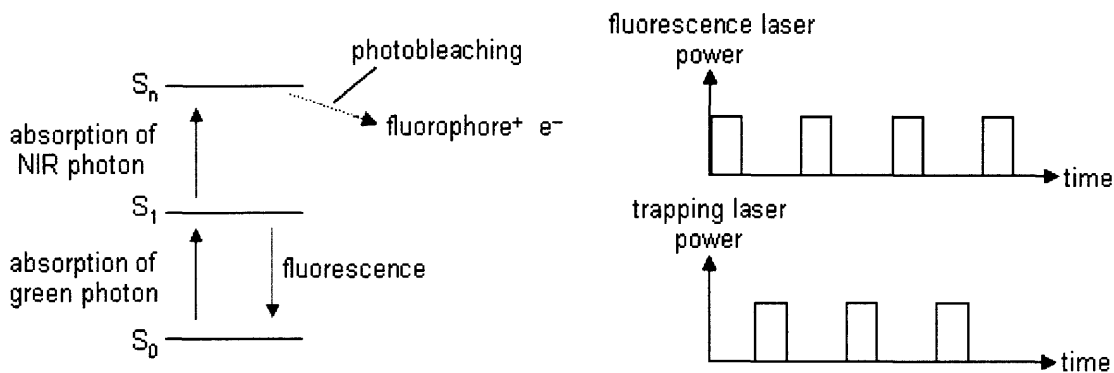 photobleaching
Sₙ
fluorophore⁺ e⁻
absorption of
NIR photon
S₁
absorption of
green photon
fluorescence
S₀
fluorescence laser
power
time
trapping laser
power
time